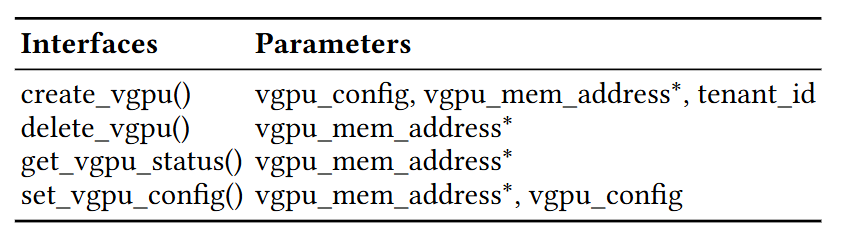 Interfaces Parameters
create_vgpu() vgpu_config, vgpu_mem_address*, tenant_id
delete_vgpu() vgpu_mem_address*
get_vgpu_status() vgpu_mem_address*
set_vgpu_config() vgpu_mem_address*, vgpu_config